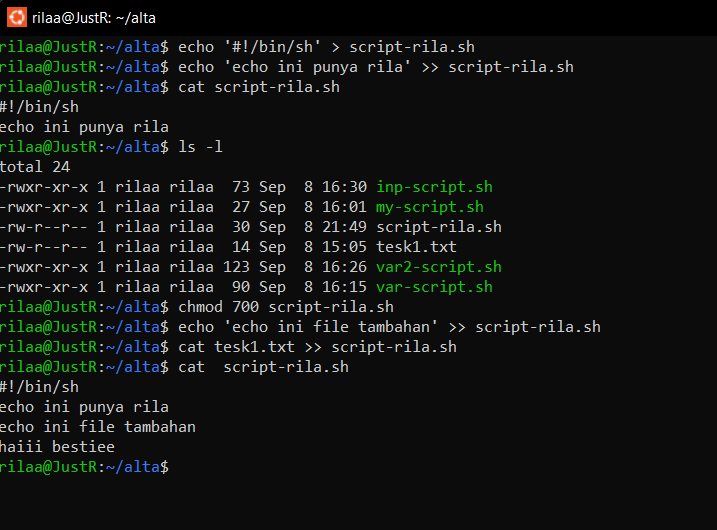 rilaa@JustR: ~/alta
rilaa@JustR:~/alta$ echo '#!/bin/sh' > script-rila.sh
rilaa@JustR:~/alta$ echo 'echo ini punya rila' >> script-rila.sh
rilaa@JustR:~/alta$ cat script-rila.sh
#!/bin/sh
echo ini punya rila
rilaa@JustR:~/alta$ ls -l
total 24
-rwxr-xr-x 1 rilaa rilaa  73 Sep  8 16:30 inp-script.sh
-rwxr-xr-x 1 rilaa rilaa  27 Sep  8 16:01 my-script.sh
-rw-r--r-- 1 rilaa rilaa  30 Sep  8 21:49 script-rila.sh
-rw-r--r-- 1 rilaa rilaa  14 Sep  8 15:05 tesk1.txt
-rwxr-xr-x 1 rilaa rilaa 123 Sep  8 16:26 var2-script.sh
-rwxr-xr-x 1 rilaa rilaa  90 Sep  8 16:15 var-script.sh
rilaa@JustR:~/alta$ chmod 700 script-rila.sh
rilaa@JustR:~/alta$ echo 'echo ini file tambahan' >> script-rila.sh
rilaa@JustR:~/alta$ cat tesk1.txt >> script-rila.sh
rilaa@JustR:~/alta$ cat  script-rila.sh
#!/bin/sh
echo ini punya rila
echo ini file tambahan
haiii bestieee
rilaa@JustR:~/alta$